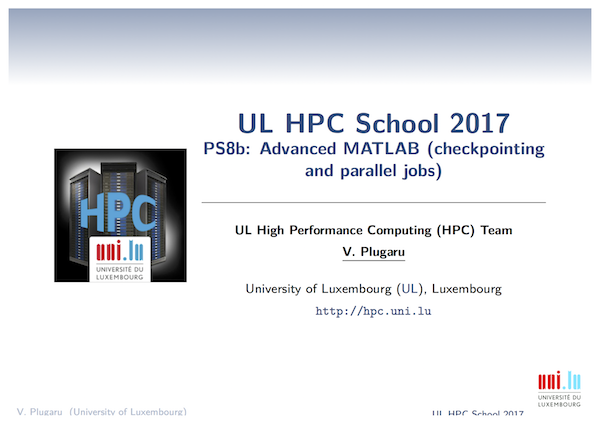 UL HPC School 2017
PS8b: Advanced MATLAB (checkpointing
and parallel jobs)
HPC
uni.lu
UNIVERSITÉ DU
LUXEMBOURG
UL High Performance Computing (HPC) Team
V. Plugaru
University of Luxembourg (UL), Luxembourg
http://hpc.uni.lu
uni.lu
UNIVERSITÉ DU
LUXEMBOURG
V. Plugaru (University of Luxembourg)
UL HPC School 2017